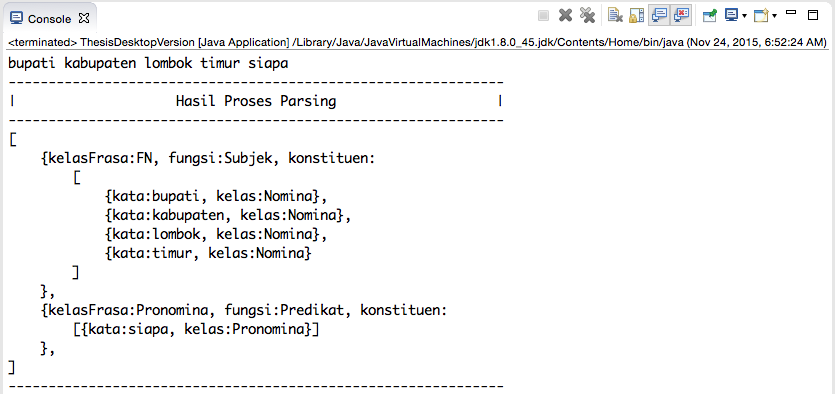 Console
<terminated> ThesisDesktopVersion [Java Application] /Library/Java/JavaVirtualMachines/jdk1.8.0_45.jdk/Contents/Home/bin/java (Nov 24, 2015, 6:52:24 AM)
bupati kabupaten lombok timur siapa
--------------------------------------------------------------
|                    Hasil Proses Parsing                    |
--------------------------------------------------------------
[
    {kelasFrasa:FN, fungsi:Subjek, konstituen:
        [
            {kata:bupati, kelas:Nomina},
            {kata:kabupaten, kelas:Nomina},
            {kata:lombok, kelas:Nomina},
            {kata:timur, kelas:Nomina}
        ]
    },
    {kelasFrasa:Pronomina, fungsi:Predikat, konstituen:
        [{kata:siapa, kelas:Pronomina}]
    },
]
--------------------------------------------------------------